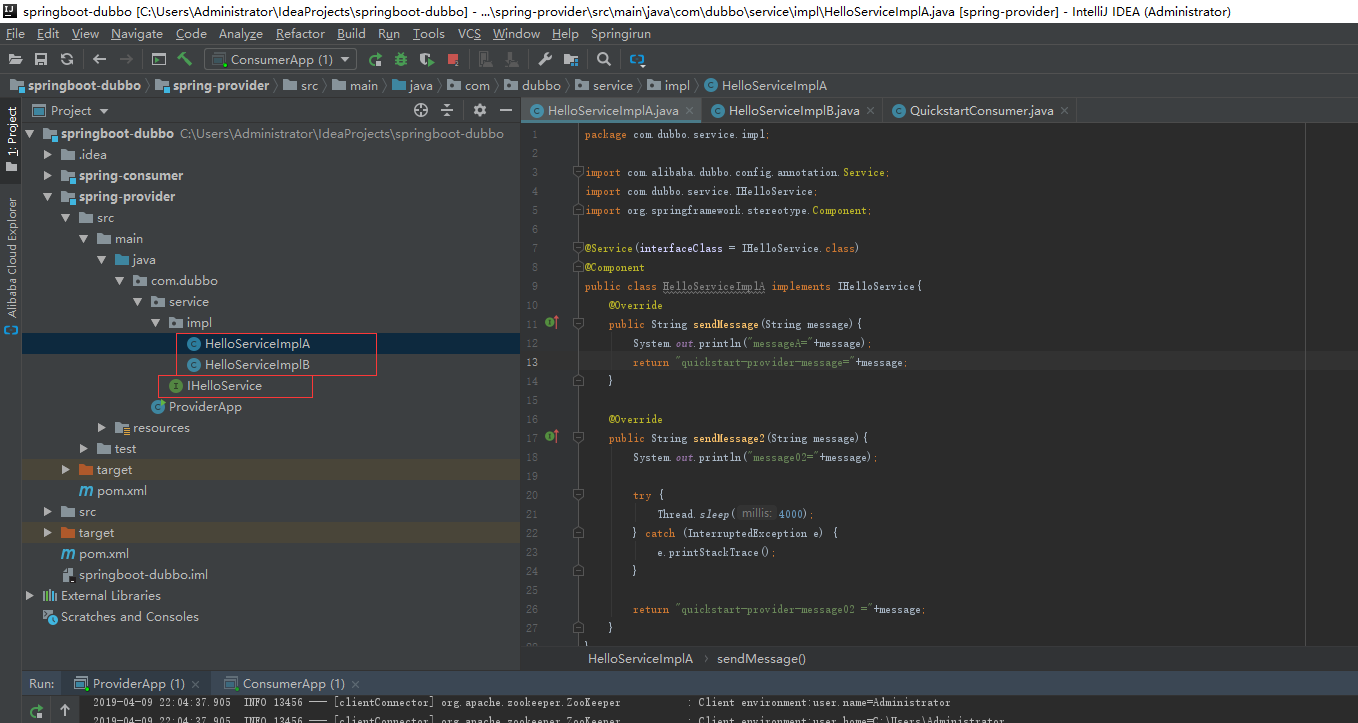 springboot-dubbo [C:\Users\Administrator\IdeaProjects\springboot-dubbo] - ...\spring-provider\src\main\java\com\dubbo\service\impl\HelloServiceImplA.java [spring-provider] - IntelliJ IDEA (Administrator)
File Edit View Navigate Code Analyze Refactor Build Run Tools VCS Window Help Springirun
ConsumerApp (1)
springboot-dubbo spring-provider src main java com dubbo service impl HelloServiceImplA
Project
HelloServiceImplA.java HelloServiceImplB.java QuickstartConsumer.java
1: Project
Alibaba Cloud Explorer
springboot-dubbo C:\Users\Administrator\IdeaProjects\springboot-dubbo
.idea
spring-consumer
spring-provider
src
main
java
com.dubbo
service
impl
HelloServiceImplA
HelloServiceImplB
IHelloService
ProviderApp
resources
test
target
pom.xml
src
target
pom.xml
springboot-dubbo.iml
External Libraries
Scratches and Consoles
1 package com.dubbo.service.impl;
2
3 import com.alibaba.dubbo.config.annotation.Service;
4 import com.dubbo.service.IHelloService;
5 import org.springframework.stereotype.Component;
6
7 @Service(interfaceClass = IHelloService.class)
8 @Component
9 public class HelloServiceImplA implements IHelloService{
10 @Override
11 public String sendMessage(String message){
12 System.out.println("messageA="+message);
13 return "quickstart-provider-message="+message;
14 }
15
16 @Override
17 public String sendMessage2(String message){
18 System.out.println("message02="+message);
19
20 try {
21 Thread.sleep( millis: 4000);
22 } catch (InterruptedException e) {
23 e.printStackTrace();
24 }
25
26 return "quickstart-provider-message02 ="+message;
27 }
28 }
HelloServiceImplA › sendMessage()
Run: ProviderApp (1) ConsumerApp (1)
2019-04-09 22:04:37.905 INFO 13456 --- [clientConnector] org.apache.zookeeper.ZooKeeper : Client environment:user.name=Administrator
2019-04-09 22:04:37.905 INFO 13456 --- [clientConnector] org.apache.zookeeper.ZooKeeper : Client environment:user.home=C:\Users\Administrator